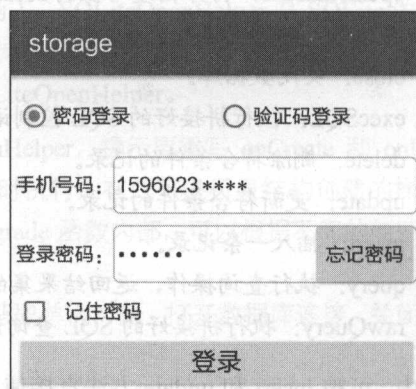 storage
密码登录 验证码登录
手机号码： 1596023****
登录密码： ······ 忘记密码
记住密码
登录